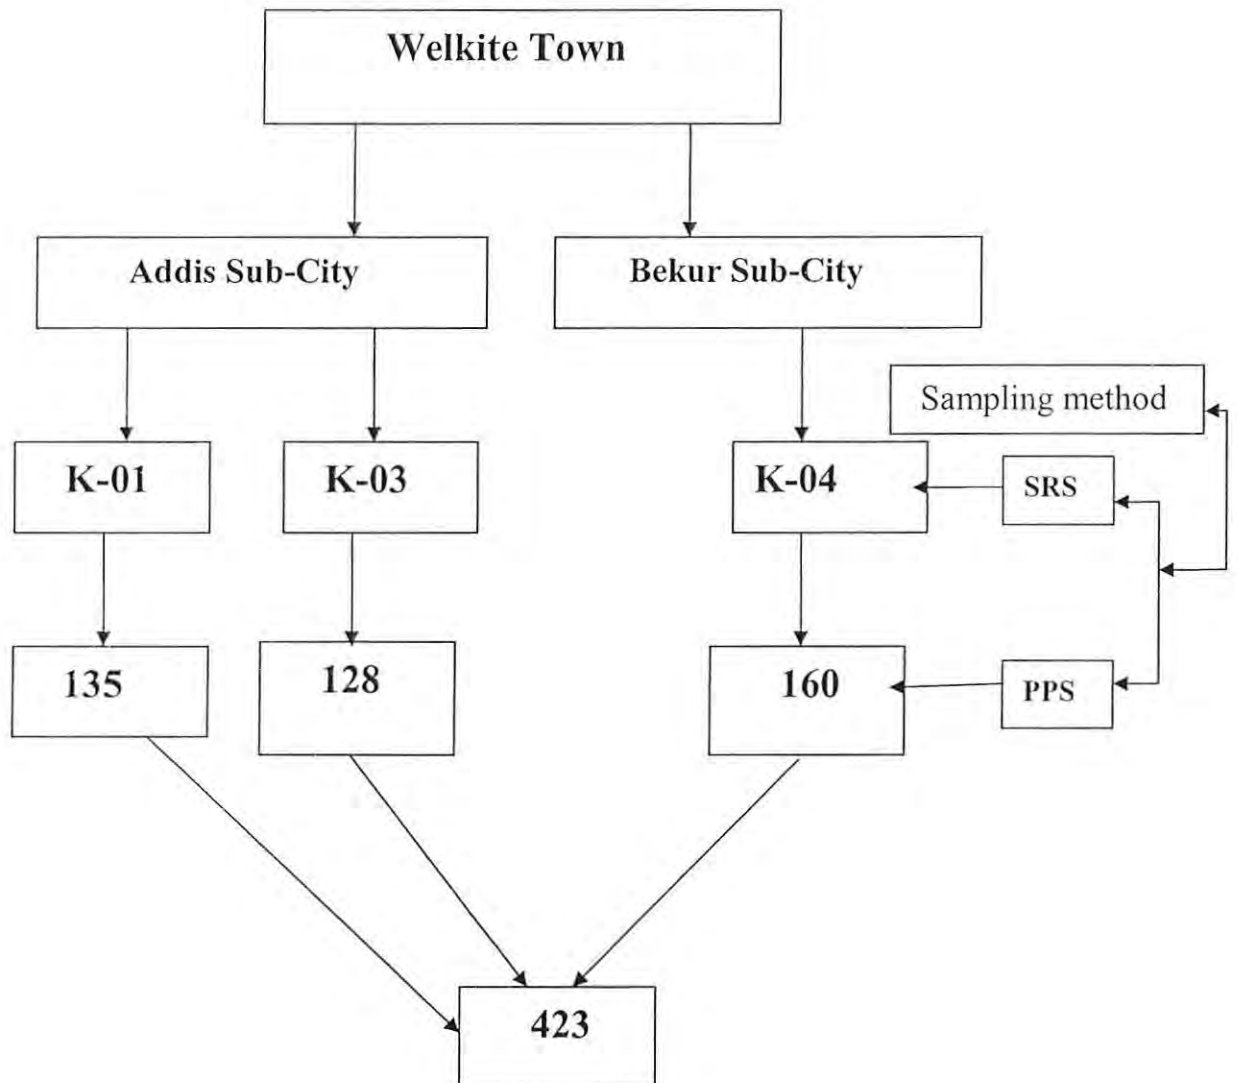 Welkite Town
Addis Sub-City
Bekur Sub-City
Sampling method
K-01
K-03
K-04
SRS
135
128
160
PPS
423